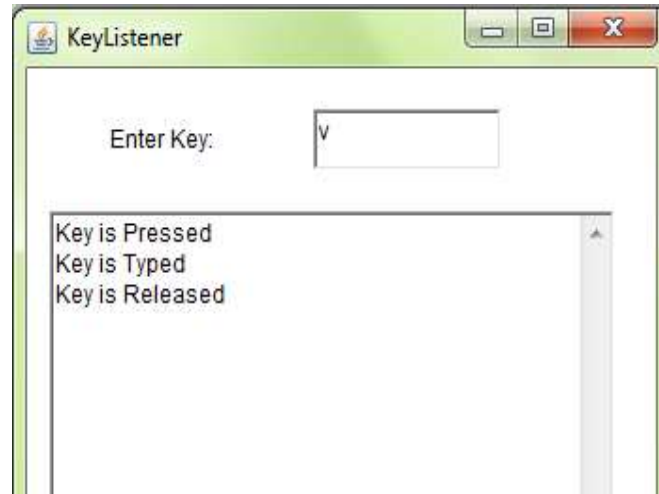 KeyListener
Enter Key:
v
Key is Pressed
Key is Typed
Key is Released